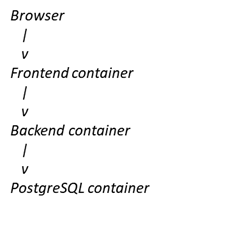 Browser
|
v
Frontend container
|
v
Backend container
|
v
PostgreSQL container